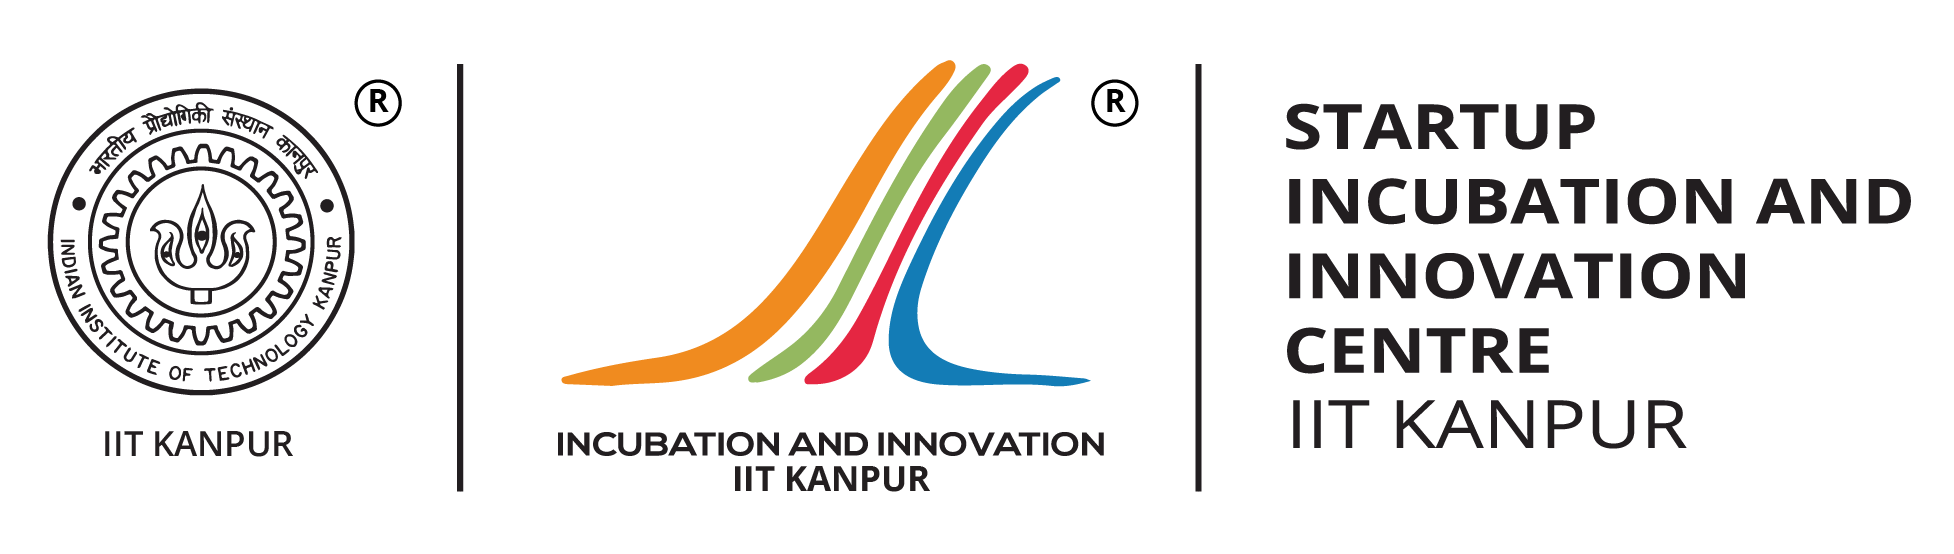 भारतीय प्रौद्योगिकी संस्थान कानपुर
INDIAN INSTITUTE OF TECHNOLOGY KANPUR
®
IIT KANPUR
®
INCUBATION AND INNOVATION
IIT KANPUR
STARTUP
INCUBATION AND
INNOVATION
CENTRE
IIT KANPUR